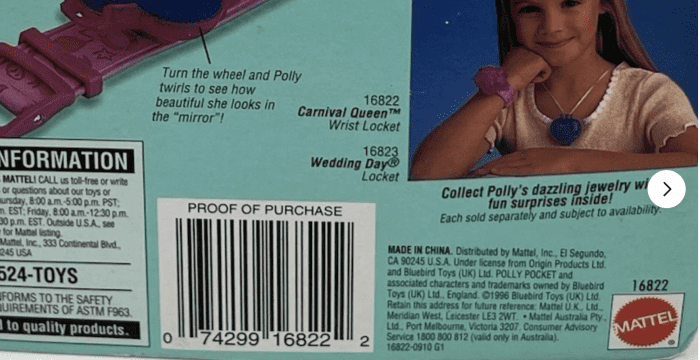 Turn the wheel and Polly
twirls to see how
beautiful she looks in
the "mirror"!
16822
Carnival Queen™
Wrist Locket
16823
Wedding Day®
Locket
Collect Polly's dazzling jewelry wi
fun surprises inside!
Each sold separately and subject to availability.
NFORMATION
MATTEL! CALL us toll-free or write
or questions about our toys or
ursday, 8:00 a.m.-5:00 p.m. PST;
m. EST; Friday, 8:00 a.m.-12:30 p.m.
30 p.m. EST. Outside U.S.A., see
for Mattel listing.
Mattel, Inc., 333 Continental Blvd.,
245 USA
524-TOYS
FORMS TO THE SAFETY
UIREMENTS OF ASTM F963.
to quality products.
PROOF OF PURCHASE
0 74299 16822 2
MADE IN CHINA. Distributed by Mattel, Inc., El Segundo,
CA 90245 U.S.A. Under license from Origin Products Ltd.
and Bluebird Toys (UK) Ltd. POLLY POCKET and
associated characters and trademarks owned by Bluebird
Toys (UK) Ltd., England. ©1996 Bluebird Toys (UK) Ltd.
Retain this address for future reference: Mattel U.K., Ltd.,
Meridian West, Leicester LE3 2WT. • Mattel Australia Pty.,
Ltd., Port Melbourne, Victoria 3207. Consumer Advisory
Service 1800 800 812 (valid only in Australia).
16822-0910 G1
16822
MATTEL